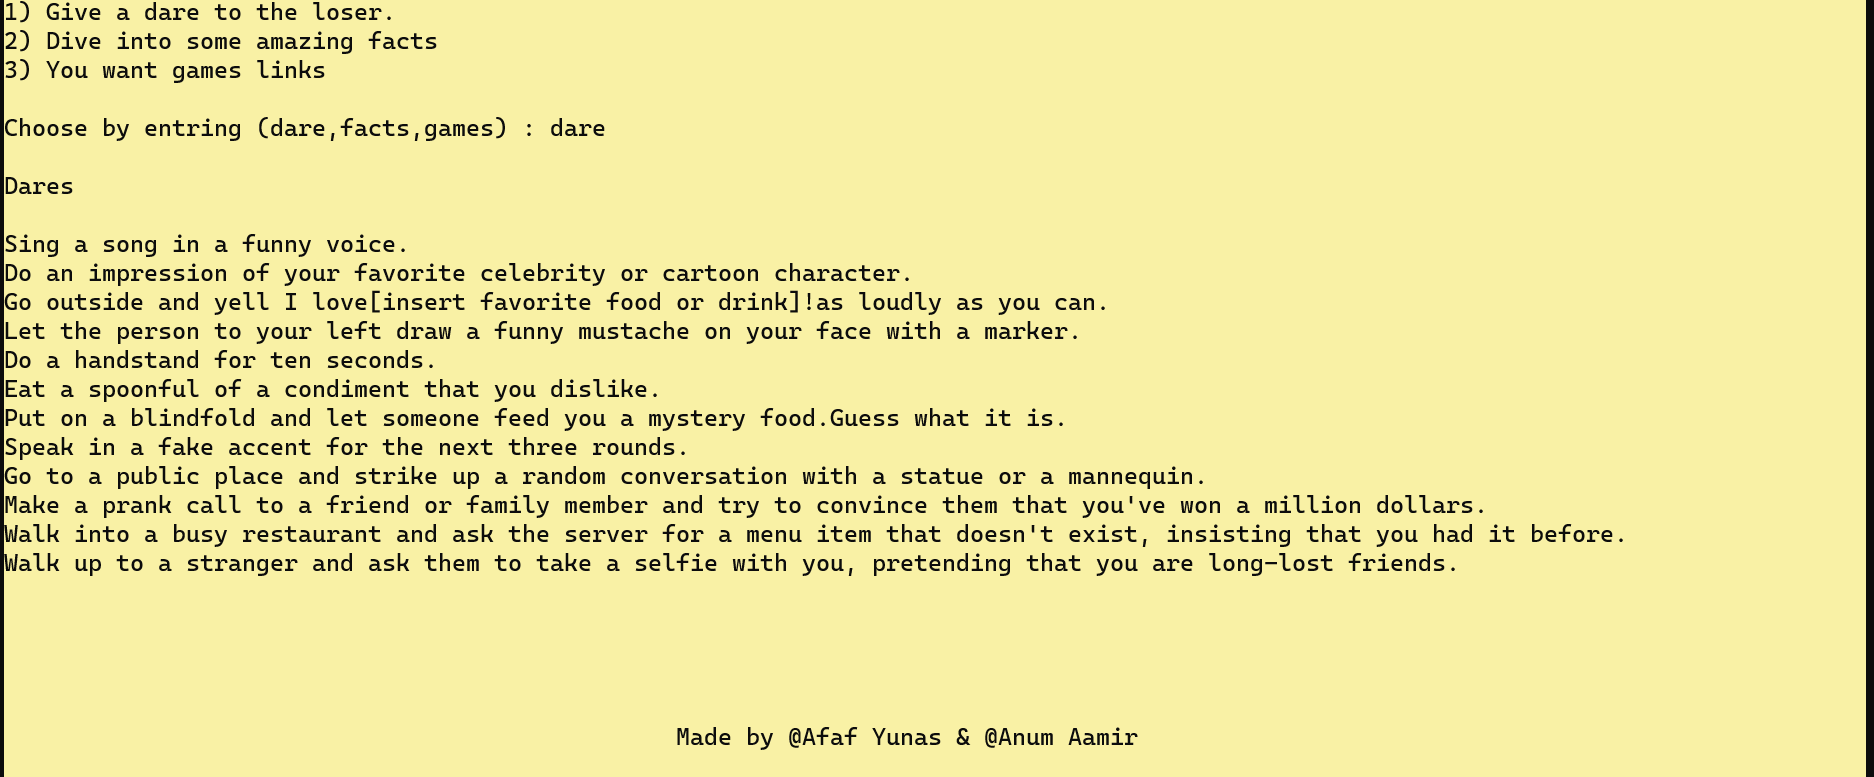 1) Give a dare to the loser.
2) Dive into some amazing facts
3) You want games links
Choose by entring (dare,facts,games) : dare
Dares
Sing a song in a funny voice.
Do an impression of your favorite celebrity or cartoon character.
Go outside and yell I love[insert favorite food or drink]!as loudly as you can.
Let the person to your left draw a funny mustache on your face with a marker.
Do a handstand for ten seconds.
Eat a spoonful of a condiment that you dislike.
Put on a blindfold and let someone feed you a mystery food.Guess what it is.
Speak in a fake accent for the next three rounds.
Go to a public place and strike up a random conversation with a statue or a mannequin.
Make a prank call to a friend or family member and try to convince them that you've won a million dollars.
Walk into a busy restaurant and ask the server for a menu item that doesn't exist, insisting that you had it before.
Walk up to a stranger and ask them to take a selfie with you, pretending that you are long-lost friends.
Made by @Afaf Yunas & @Anum Aamir